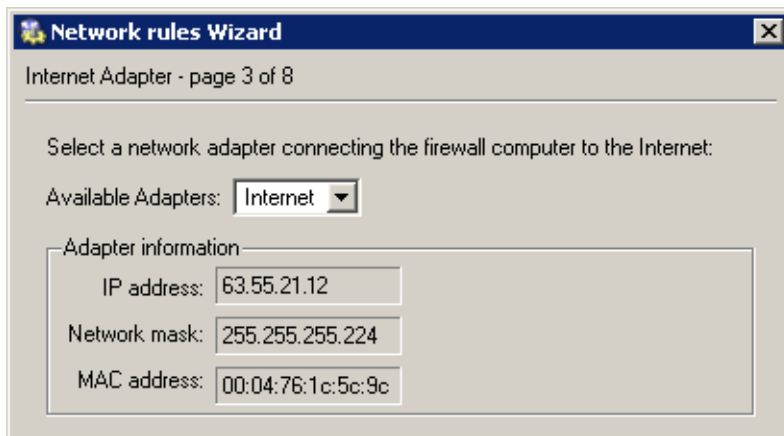 Network rules Wizard
Internet Adapter - page 3 of 8
Select a network adapter connecting the firewall computer to the Internet:
Available Adapters: Internet
Adapter information
IP address: 63.55.21.12
Network mask: 255.255.255.224
MAC address: 00:04:76:1c:5c:9c